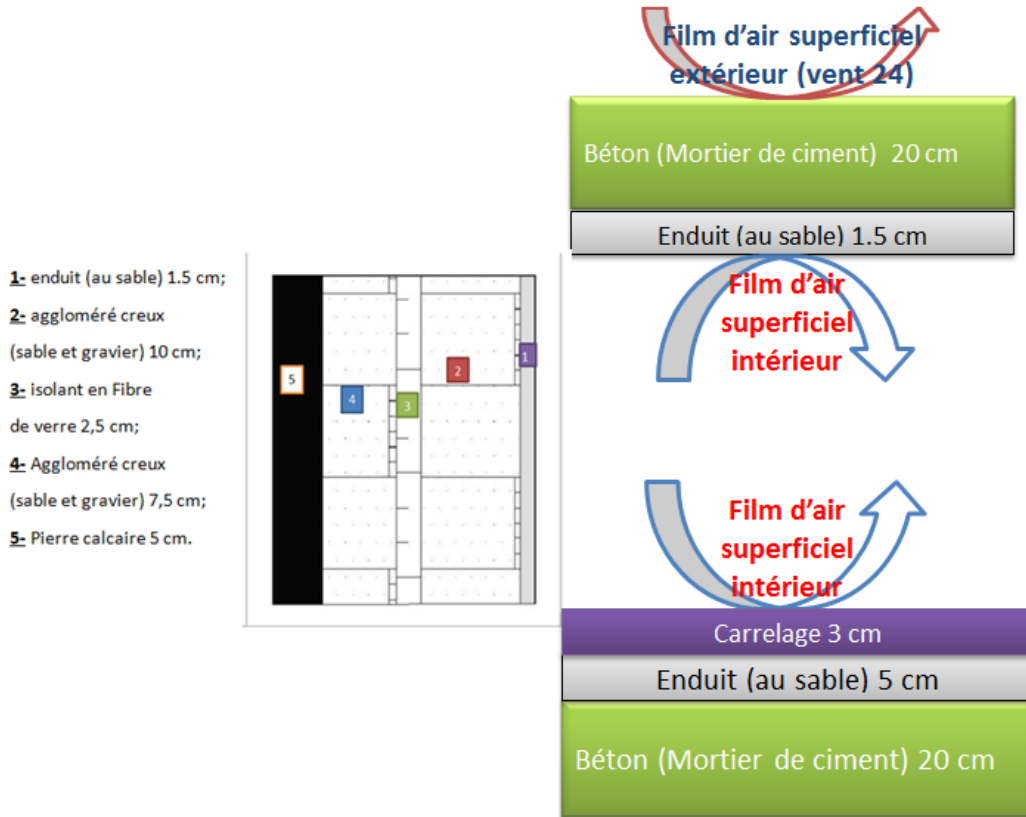 Film d'air superficiel
extérieur (vent 24)
Béton (Mortier de ciment) 20 cm
Enduit (au sable) 1.5 cm
Film d'air
superficiel
intérieur
1- enduit (au sable) 1.5 cm;
2- aggloméré creux
(sable et gravier) 10 cm;
3- isolant en Fibre
de verre 2,5 cm;
4- Aggloméré creux
(sable et gravier) 7,5 cm;
5- Pierre calcaire 5 cm.
5
4
3
2
1
Film d'air
superficiel
intérieur
Carrelage 3 cm
Enduit (au sable) 5 cm
Béton (Mortier de ciment) 20 cm